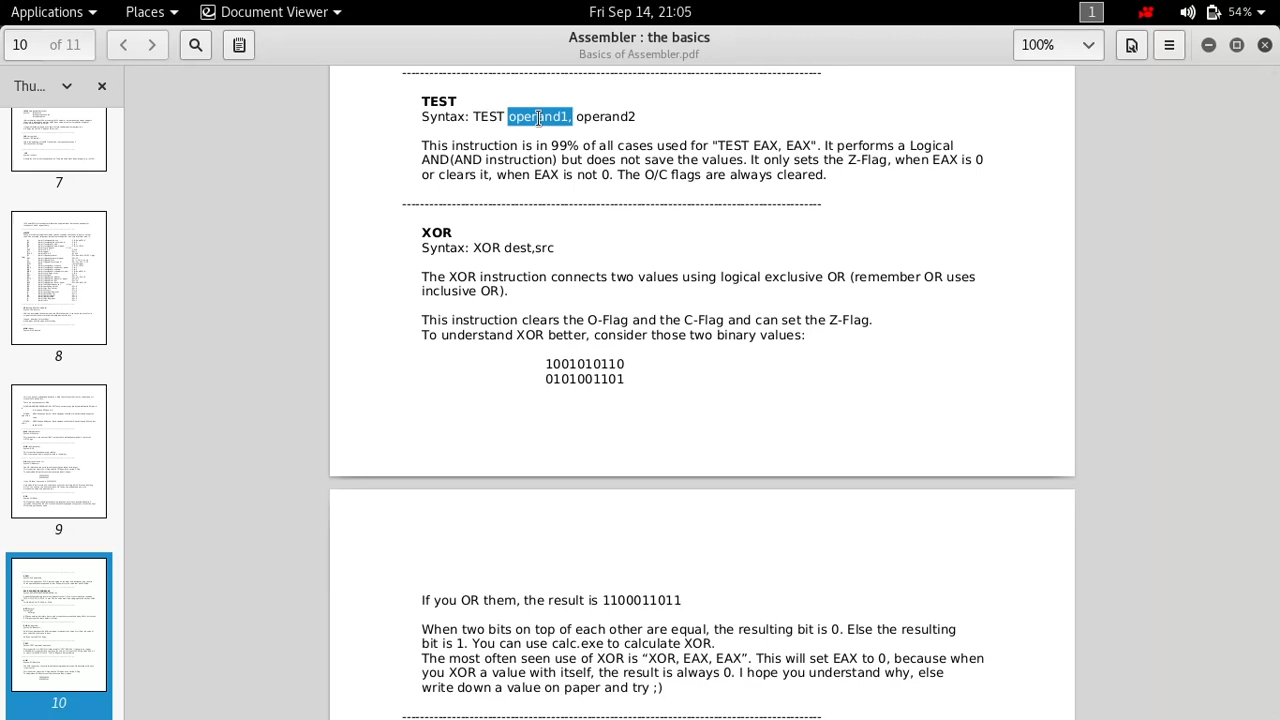 Applications Places Document Viewer Fri Sep 14, 21:05 1 54%
10 of 11 Assembler : the basics 100%
Basics of Assembler.pdf
Thu...
7
8
9
10
--------------------------------------------------------------------------------------------
TEST
Syntax: TEST operand1, operand2
This instruction is in 99% of all cases used for "TEST EAX, EAX". It performs a Logical
AND(AND instruction) but does not save the values. It only sets the Z-Flag, when EAX is 0
or clears it, when EAX is not 0. The O/C flags are always cleared.
--------------------------------------------------------------------------------------------
XOR
Syntax: XOR dest,src
The XOR instruction connects two values using logical exclusive OR (remember OR uses
inclusive OR).
This instruction clears the O-Flag and the C-Flag and can set the Z-Flag.
To understand XOR better, consider those two binary values:
1001010110
0101001101
If you OR them, the result is 1100011011
When two bits on top of each other are equal, the resulting bit is 0. Else the resulting
bit is 1. You can use calc.exe to calculate XOR.
The most often seen use of XOR is “XOR, EAX, EAX”. This will set EAX to 0, because when
you XOR a value with itself, the result is always 0. I hope you understand why, else
write down a value on paper and try ;)
--------------------------------------------------------------------------------------------